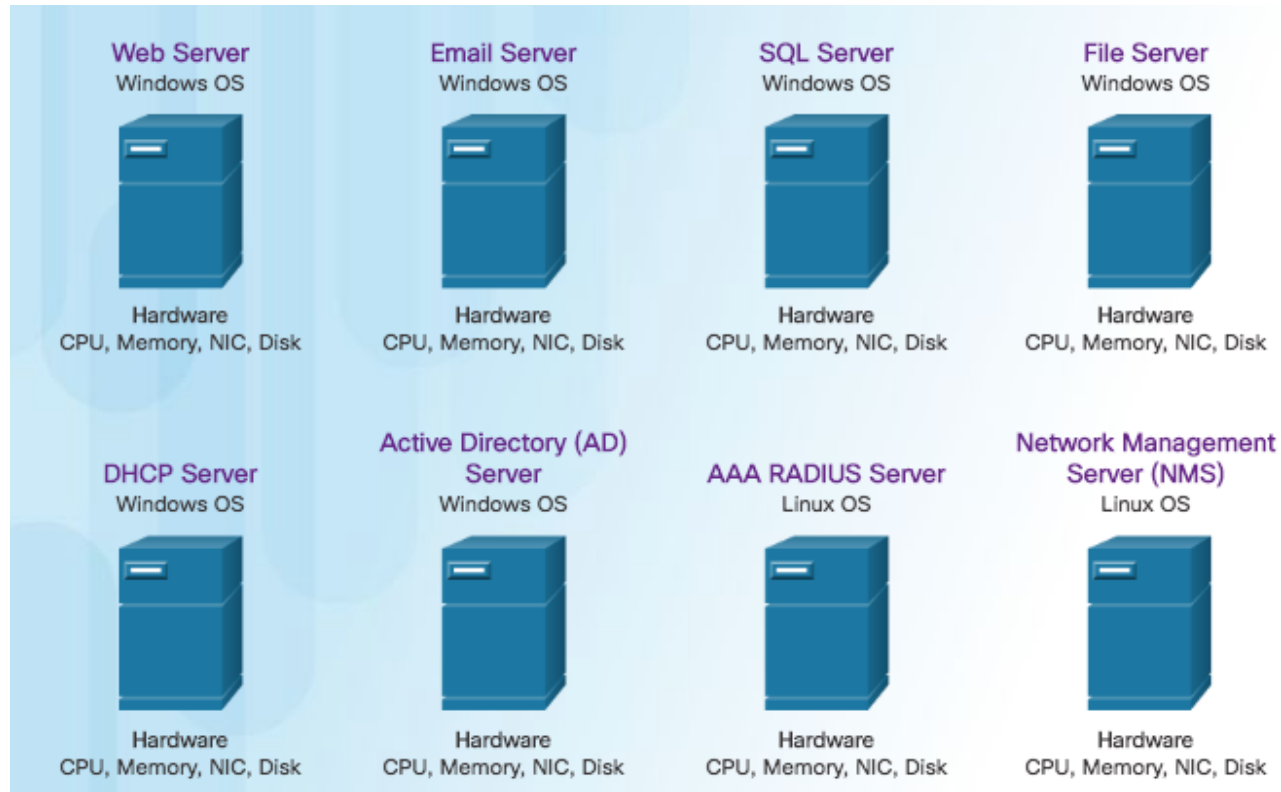 Web Server
Windows OS
Hardware
CPU, Memory, NIC, Disk
Email Server
Windows OS
Hardware
CPU, Memory, NIC, Disk
SQL Server
Windows OS
Hardware
CPU, Memory, NIC, Disk
File Server
Windows OS
Hardware
CPU, Memory, NIC, Disk
DHCP Server
Windows OS
Hardware
CPU, Memory, NIC, Disk
Active Directory (AD)
Server
Windows OS
Hardware
CPU, Memory, NIC, Disk
AAA RADIUS Server
Linux OS
Hardware
CPU, Memory, NIC, Disk
Network Management
Server (NMS)
Linux OS
Hardware
CPU, Memory, NIC, Disk